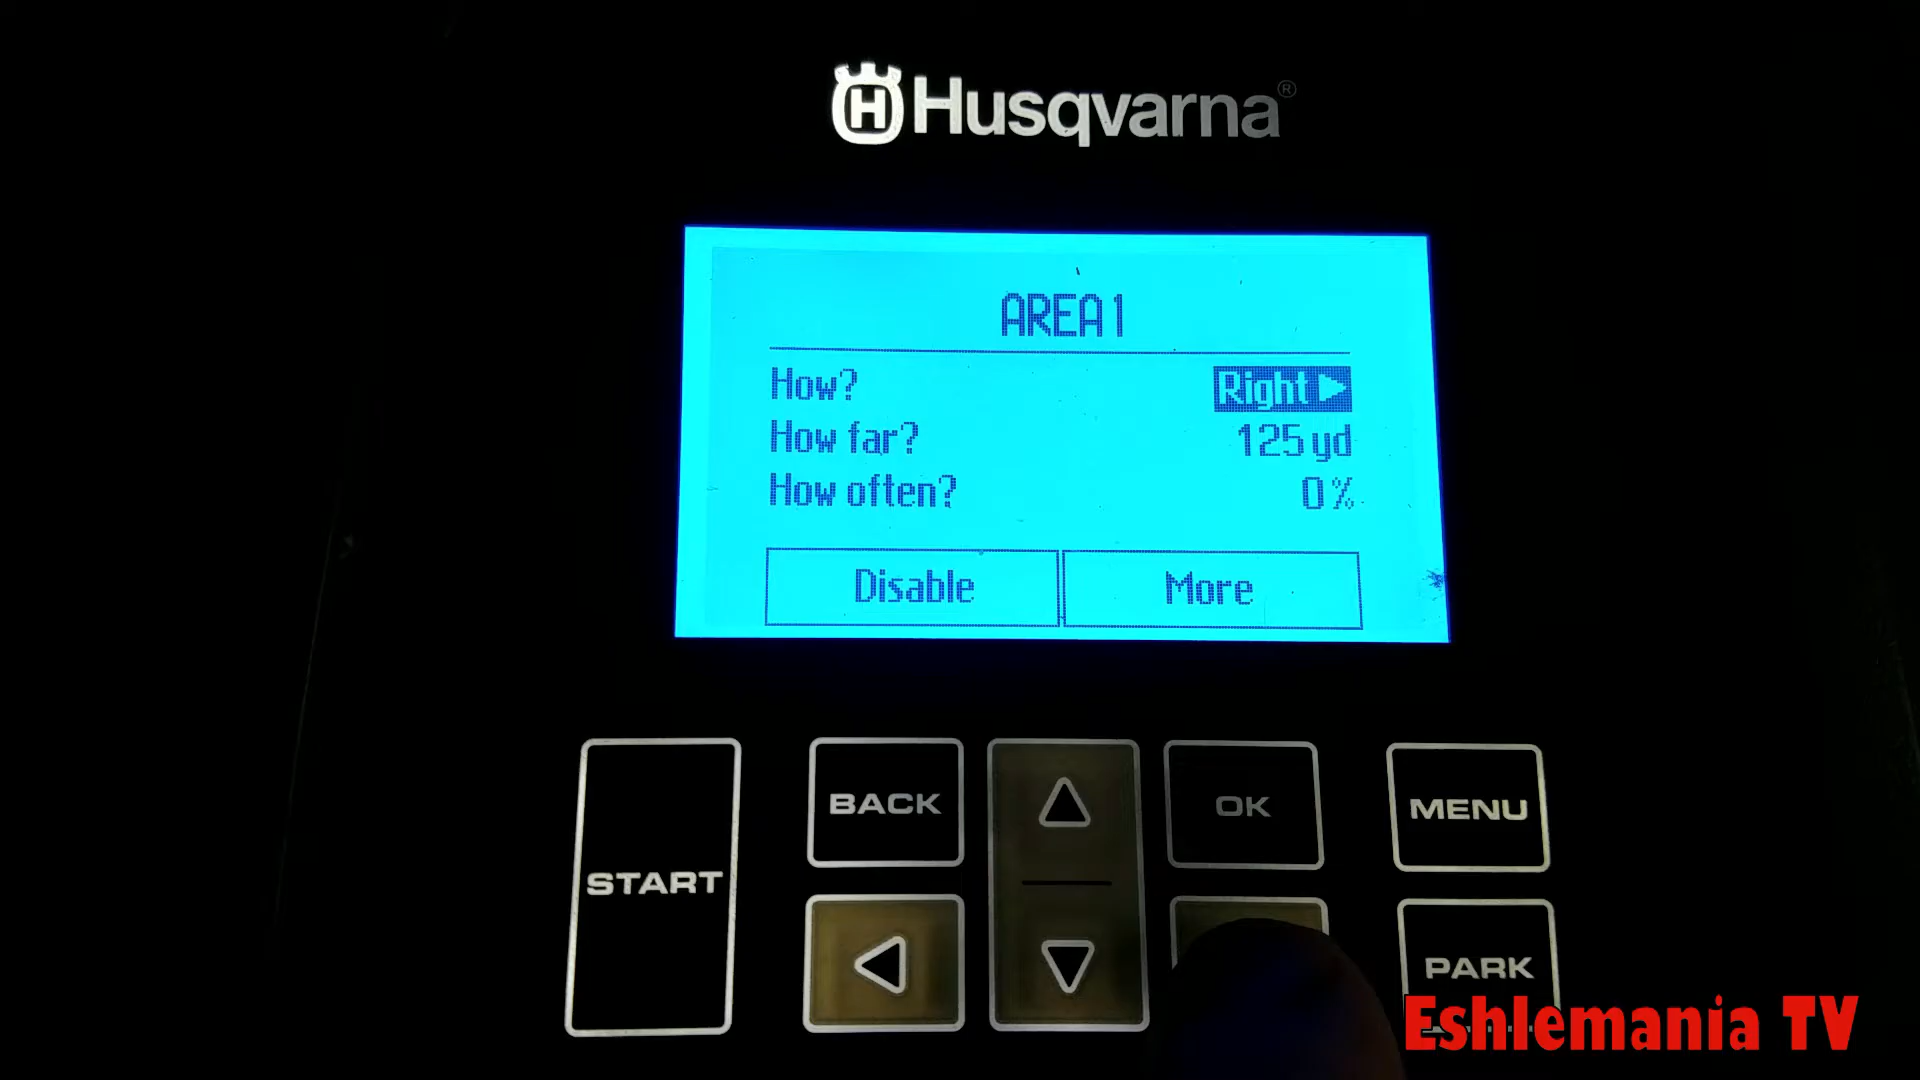 Husqvarna®
AREA 1
How? Right
How far? 125 yd
How often? 0 %
Disable More
START
BACK
OK
MENU
PARK
Eshlemania TV